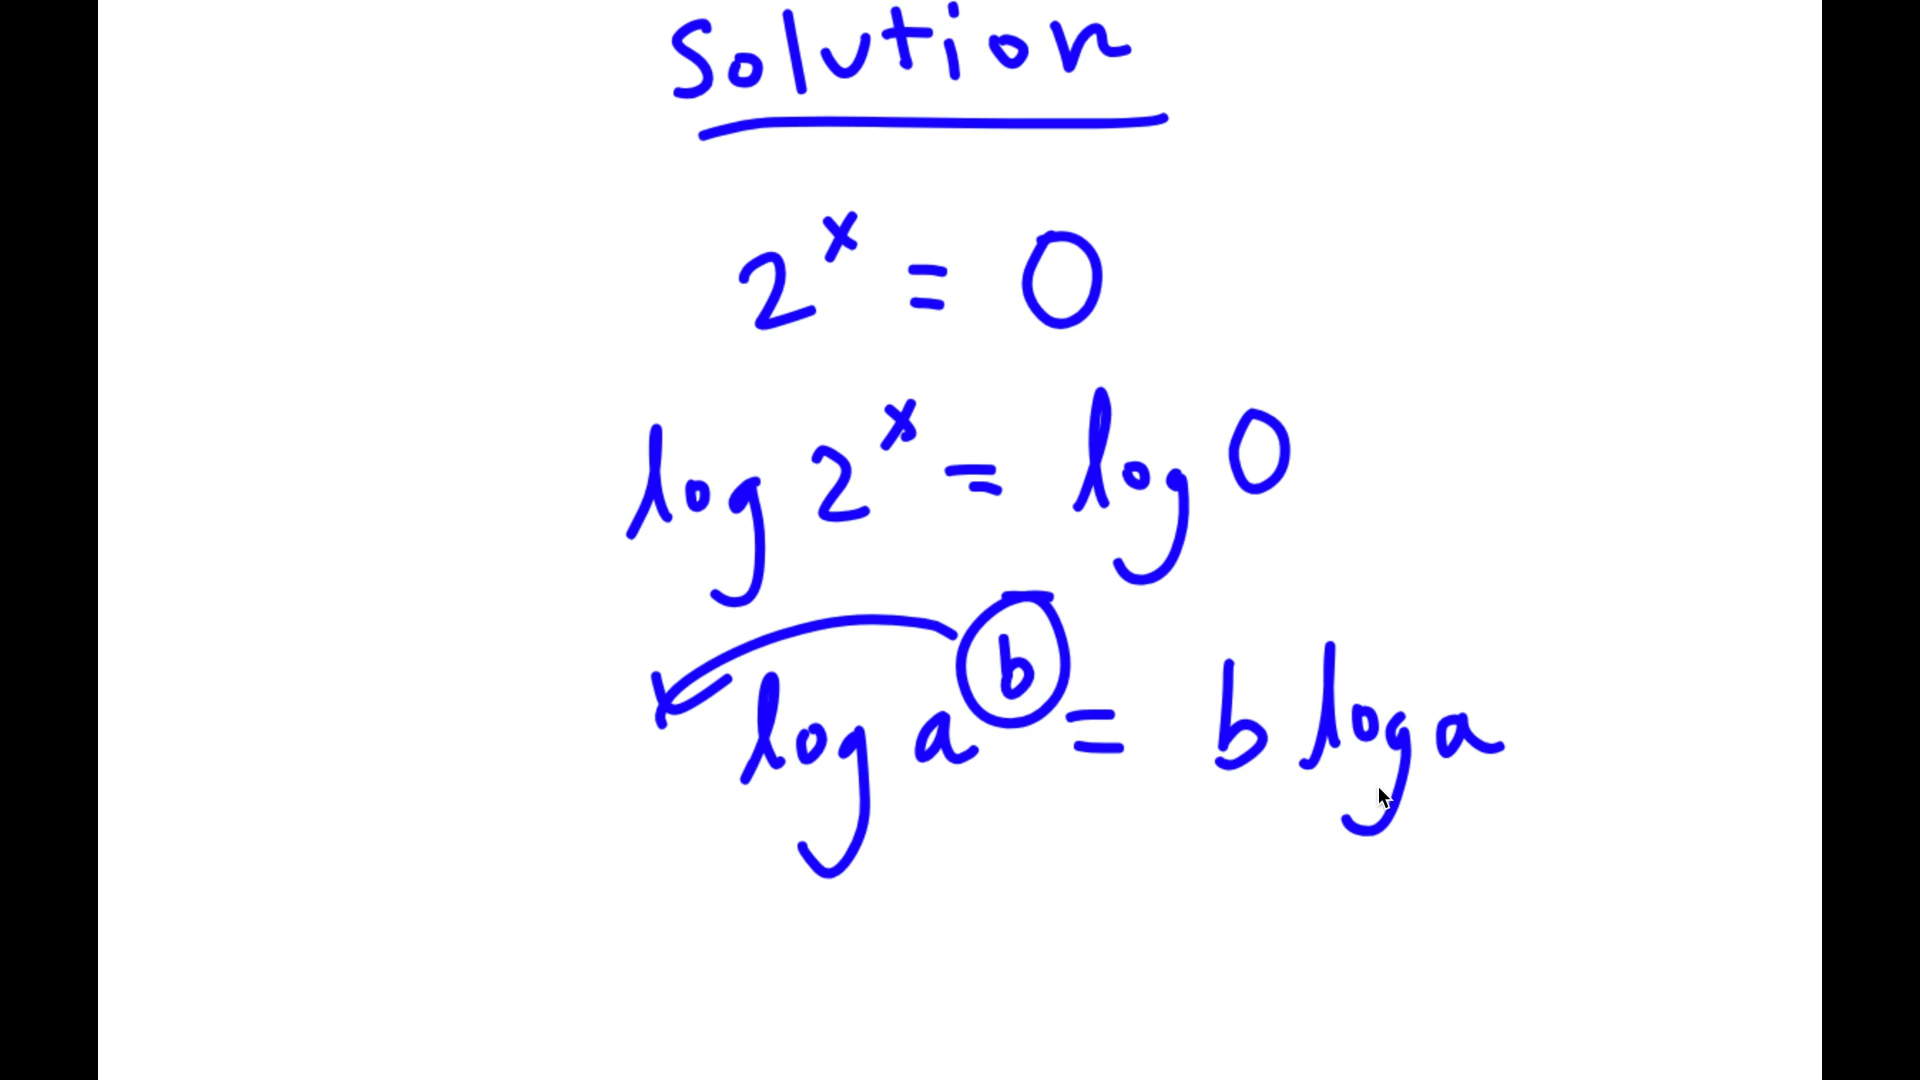 Solution
2^x = 0
log 2^x = log 0
log a^b = b log a